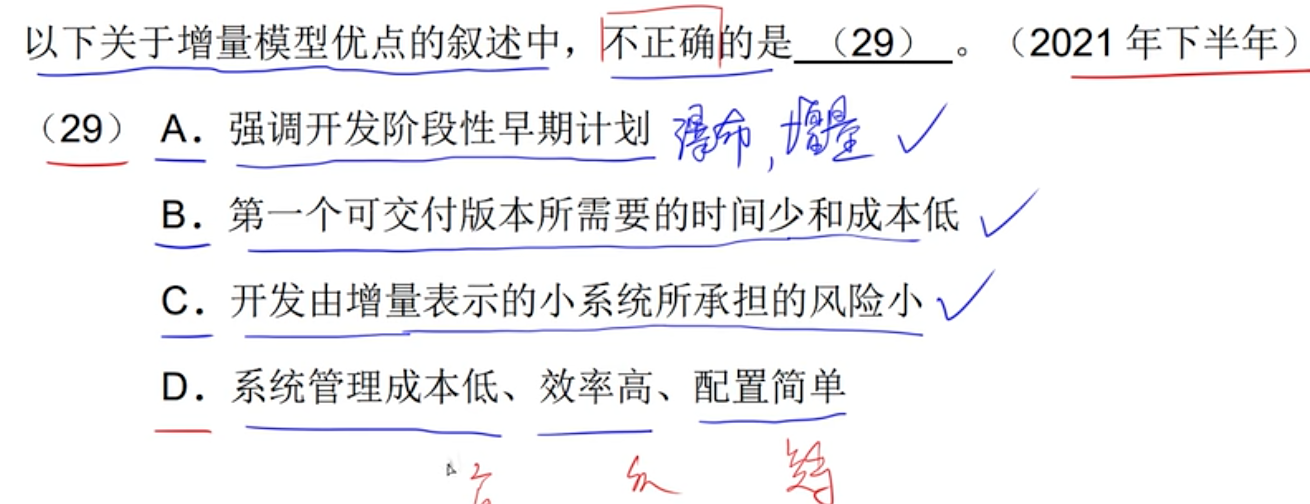 以下关于增量模型优点的叙述中，不正确的是 （29） 。（2021 年下半年）
（29） A．强调开发阶段性早期计划 瀑布，增量
B．第一个可交付版本所需要的时间少和成本低
C．开发由增量表示的小系统所承担的风险小
D．系统管理成本低、效率高、配置简单